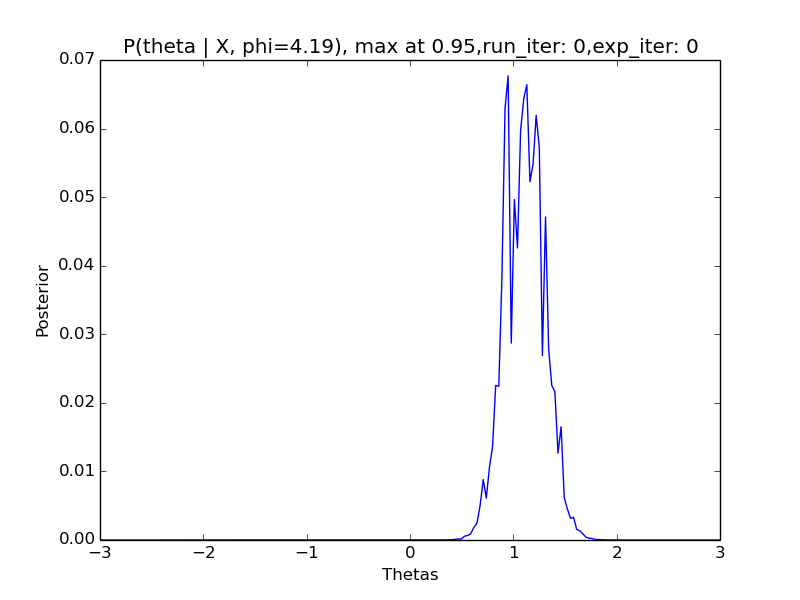 P(theta | X, phi=4.19), max at 0.95,run_iter: 0,exp_iter: 0
0.07
0.06
0.05
0.04
0.03
0.02
0.01
0.00
Posterior
−3 −2 −1 0 1 2 3
Thetas